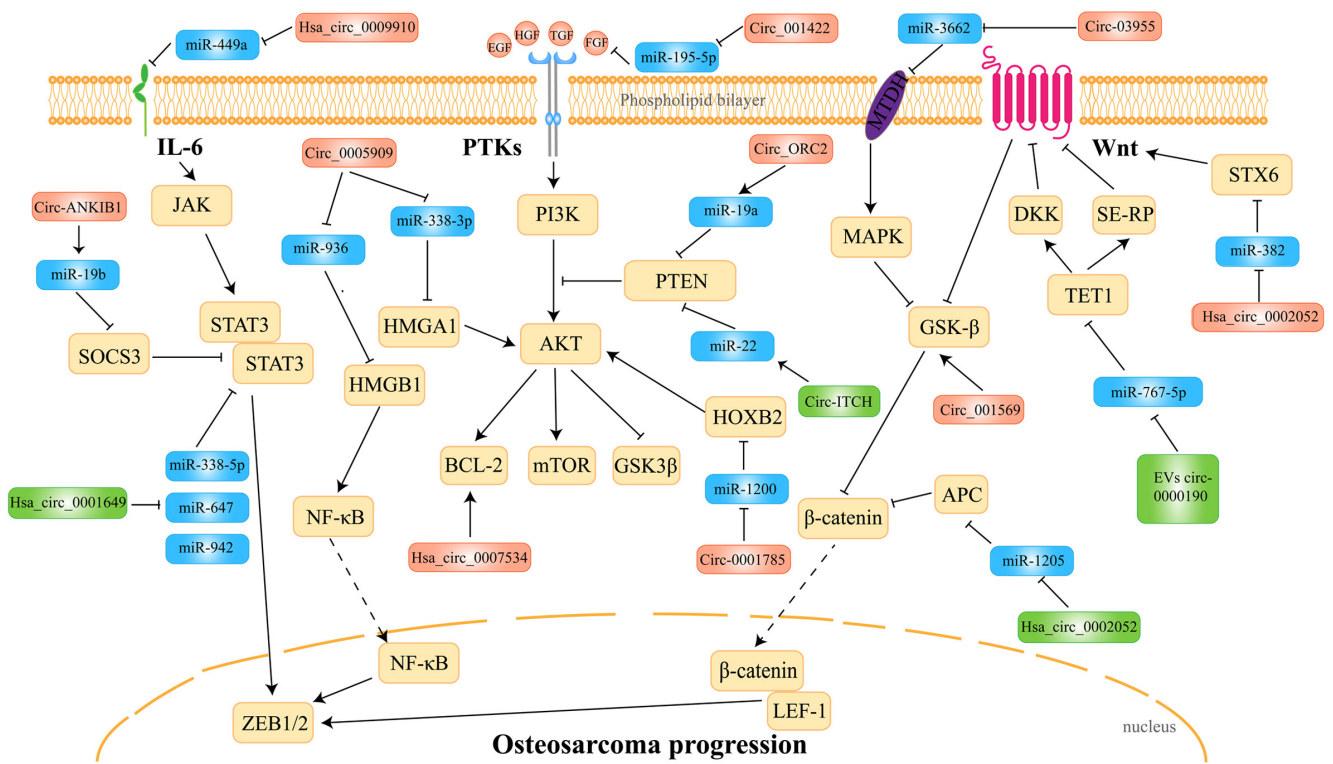 Hsa_circ_0009910
miR-449a
EGF
HGF
TGF
FGF
miR-195-5p
Circ_001422
miR-3662
Circ-03955
Phospholipid bilayer
MTDH
IL-6
PTKs
Wnt
Circ_0005909
Circ_ORC2
STX6
JAK
Circ-ANKIB1
miR-338-3p
PI3K
miR-19a
MAPK
DKK
SE-RP
miR-936
miR-382
miR-19b
PTEN
TET1
STAT3
HMGA1
AKT
miR-22
GSK-β
Hsa_circ_0002052
SOCS3
STAT3
HMGB1
Circ-ITCH
Circ_001569
miR-767-5p
HOXB2
miR-338-5p
BCL-2
mTOR
GSK3β
miR-1200
EVs circ-
0000190
Hsa_circ_0001649
miR-647
NF-κB
β-catenin
APC
miR-942
Hsa_circ_0007534
Circ-0001785
miR-1205
Hsa_circ_0002052
NF-κB
β-catenin
ZEB1/2
LEF-1
nucleus
Osteosarcoma progression